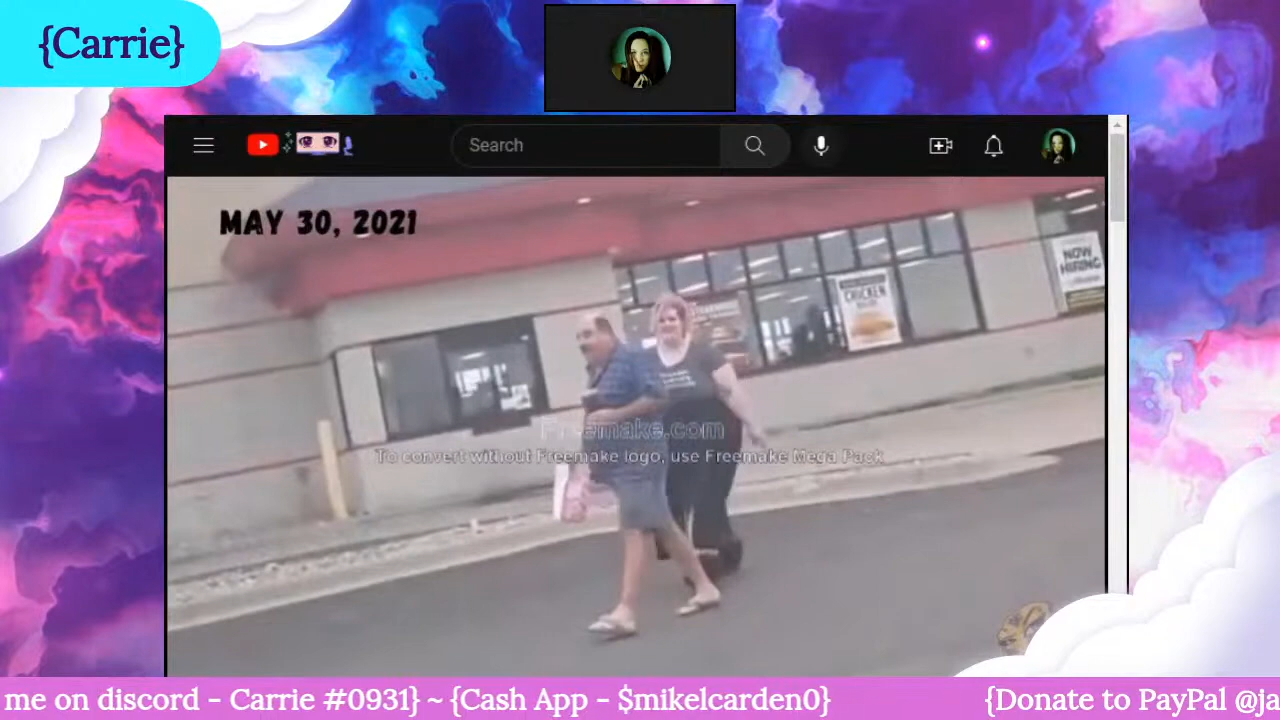 {Carrie}
Search
MAY 30, 2021
NOW
HIRING
CHICKEN
Freemake.com
To convert without Freemake logo, use Freemake Mega Pack
me on discord - Carrie #0931} ~ {Cash App - $mikelcarden0}
{Donate to PayPal @ja